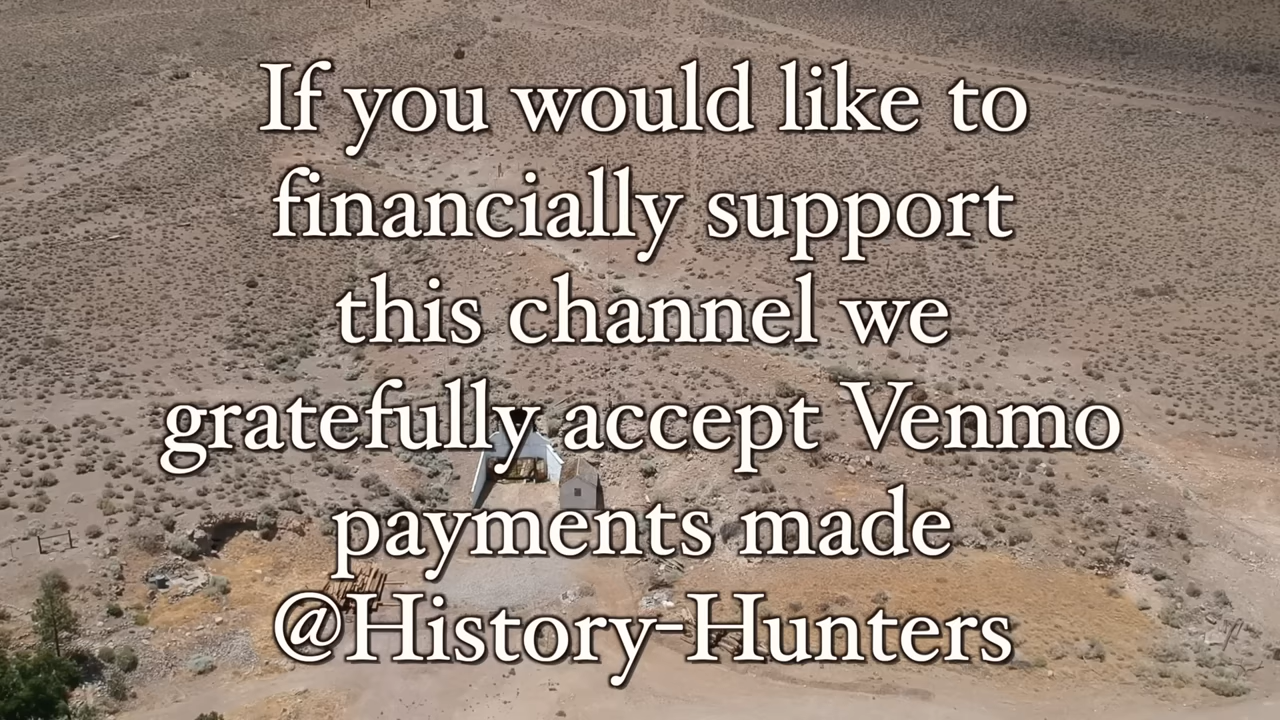 If you would like to
financially support
this channel we
gratefully accept Venmo
payments made
@History-Hunters